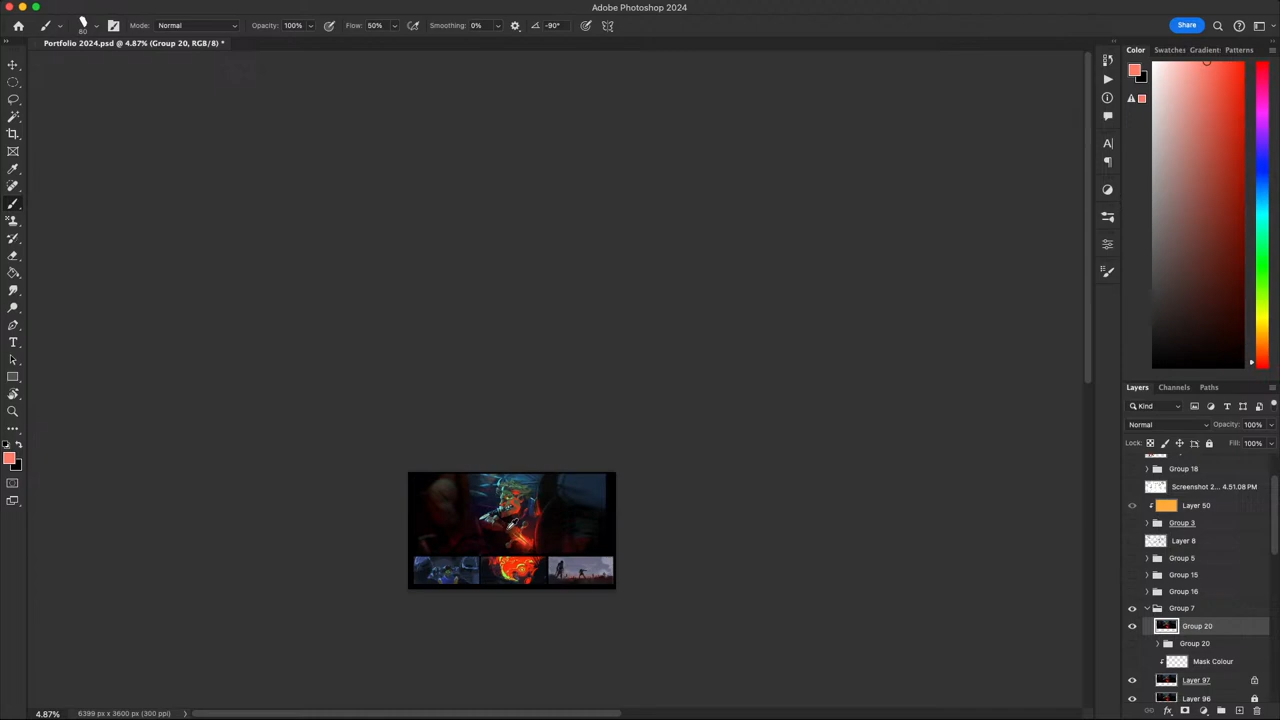 Adobe Photoshop 2024
80
Mode: Normal
Opacity: 100%
Flow: 50%
Smoothing: 0%
-90°
Share
Portfolio 2024.psd @ 4.87% (Group 20, RGB/8) *
Color
Swatches
Gradient
Patterns
Layers
Channels
Paths
Kind
Normal
Opacity: 100%
Lock:
Fill: 100%
Group 18
Screenshot 2... 4.51.08 PM
Layer 50
Group 3
Layer 8
Group 5
Group 15
Group 16
Group 7
Group 20
Group 20
Mask Colour
Layer 97
Layer 96
4.87%
6399 px x 3600 px (300 ppi)